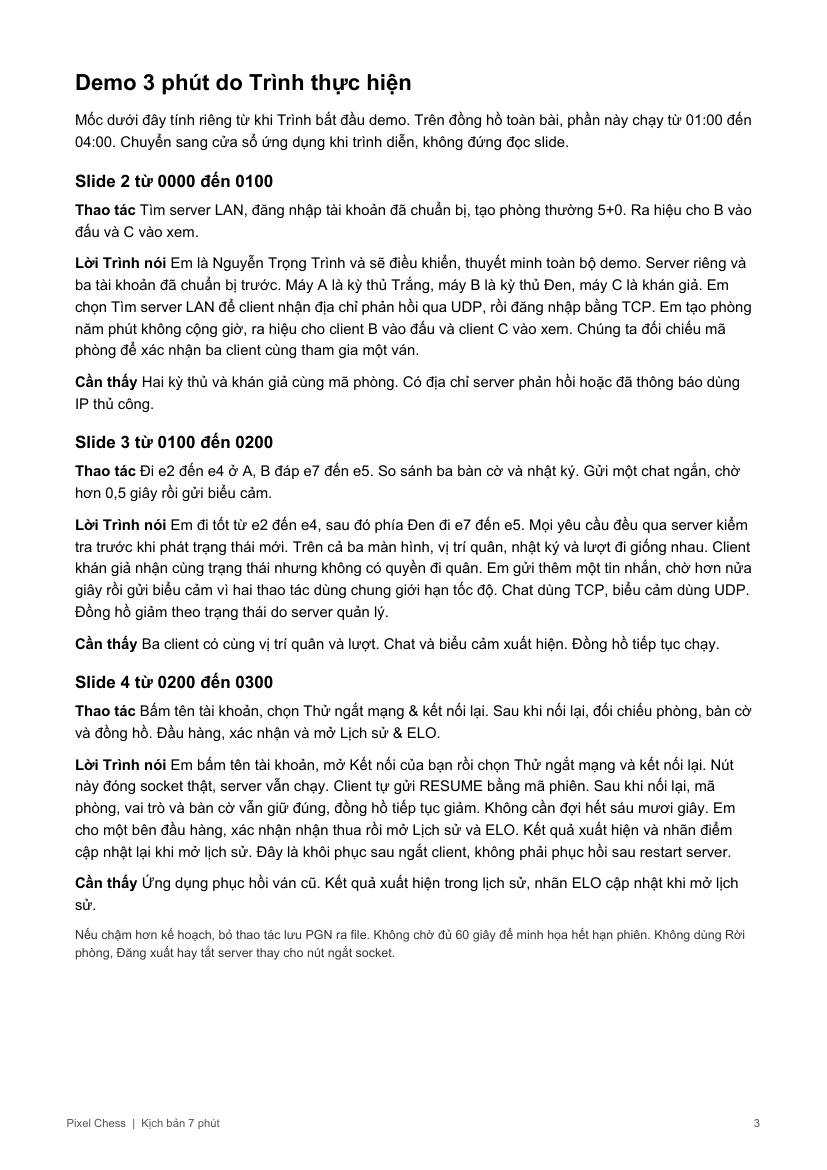 Demo 3 phút do Trình thực hiện
Mốc dưới đây tính riêng từ khi Trình bắt đầu demo. Trên đồng hồ toàn bài, phần này chạy từ 01:00 đến
04:00. Chuyển sang cửa sổ ứng dụng khi trình diễn, không đứng đọc slide.
Slide 2 từ 0000 đến 0100
Thao tác Tìm server LAN, đăng nhập tài khoản đã chuẩn bị, tạo phòng thường 5+0. Ra hiệu cho B vào
đấu và C vào xem.
Lời Trình nói Em là Nguyễn Trọng Trình và sẽ điều khiển, thuyết minh toàn bộ demo. Server riêng và
ba tài khoản đã chuẩn bị trước. Máy A là kỳ thủ Trắng, máy B là kỳ thủ Đen, máy C là khán giả. Em
chọn Tìm server LAN để client nhận địa chỉ phản hồi qua UDP, rồi đăng nhập bằng TCP. Em tạo phòng
năm phút không cộng giờ, ra hiệu cho client B vào đấu và client C vào xem. Chúng ta đối chiếu mã
phòng để xác nhận ba client cùng tham gia một ván.
Cần thấy Hai kỳ thủ và khán giả cùng mã phòng. Có địa chỉ server phản hồi hoặc đã thông báo dùng
IP thủ công.
Slide 3 từ 0100 đến 0200
Thao tác Đi e2 đến e4 ở A, B đáp e7 đến e5. So sánh ba bàn cờ và nhật ký. Gửi một chat ngắn, chờ
hơn 0,5 giây rồi gửi biểu cảm.
Lời Trình nói Em đi tốt từ e2 đến e4, sau đó phía Đen đi e7 đến e5. Mọi yêu cầu đều qua server kiểm
tra trước khi phát trạng thái mới. Trên cả ba màn hình, vị trí quân, nhật ký và lượt đi giống nhau. Client
khán giả nhận cùng trạng thái nhưng không có quyền đi quân. Em gửi thêm một tin nhắn, chờ hơn nửa
giây rồi gửi biểu cảm vì hai thao tác dùng chung giới hạn tốc độ. Chat dùng TCP, biểu cảm dùng UDP.
Đồng hồ giảm theo trạng thái do server quản lý.
Cần thấy Ba client có cùng vị trí quân và lượt. Chat và biểu cảm xuất hiện. Đồng hồ tiếp tục chạy.
Slide 4 từ 0200 đến 0300
Thao tác Bấm tên tài khoản, chọn Thử ngắt mạng & kết nối lại. Sau khi nối lại, đối chiếu phòng, bàn cờ
và đồng hồ. Đầu hàng, xác nhận và mở Lịch sử & ELO.
Lời Trình nói Em bấm tên tài khoản, mở Kết nối của bạn rồi chọn Thử ngắt mạng và kết nối lại. Nút
này đóng socket thật, server vẫn chạy. Client tự gửi RESUME bằng mã phiên. Sau khi nối lại, mã
phòng, vai trò và bàn cờ vẫn giữ đúng, đồng hồ tiếp tục giảm. Không cần đợi hết sáu mươi giây. Em
cho một bên đầu hàng, xác nhận nhận thua rồi mở Lịch sử và ELO. Kết quả xuất hiện và nhãn điểm
cập nhật lại khi mở lịch sử. Đây là khôi phục sau ngắt client, không phải phục hồi sau restart server.
Cần thấy Ứng dụng phục hồi ván cũ. Kết quả xuất hiện trong lịch sử, nhãn ELO cập nhật khi mở lịch
sử.
Nếu chậm hơn kế hoạch, bỏ thao tác lưu PGN ra file. Không chờ đủ 60 giây để minh họa hết hạn phiên. Không dùng Rời
phòng, Đăng xuất hay tắt server thay cho nút ngắt socket.
Pixel Chess | Kịch bản 7 phút
3